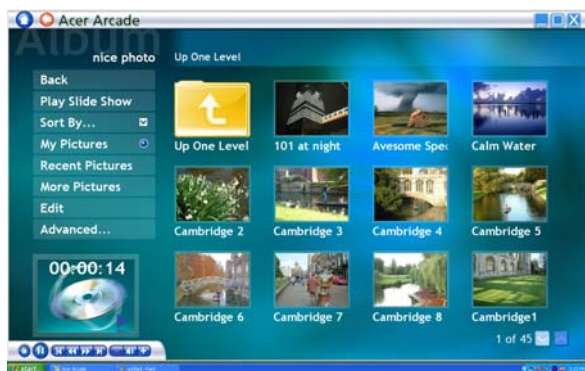 Acer Arcade
Album
nice photo
Up One Level
Back
Play Slide Show
Sort By...
My Pictures
Recent Pictures
More Pictures
Edit
Advanced...
00:00:14
Up One Level
101 at night
Avesome Spec
Calm Water
Cambridge 2
Cambridge 3
Cambridge 4
Cambridge 5
Cambridge 6
Cambridge 7
Cambridge 8
Cambridge1
1 of 45
start